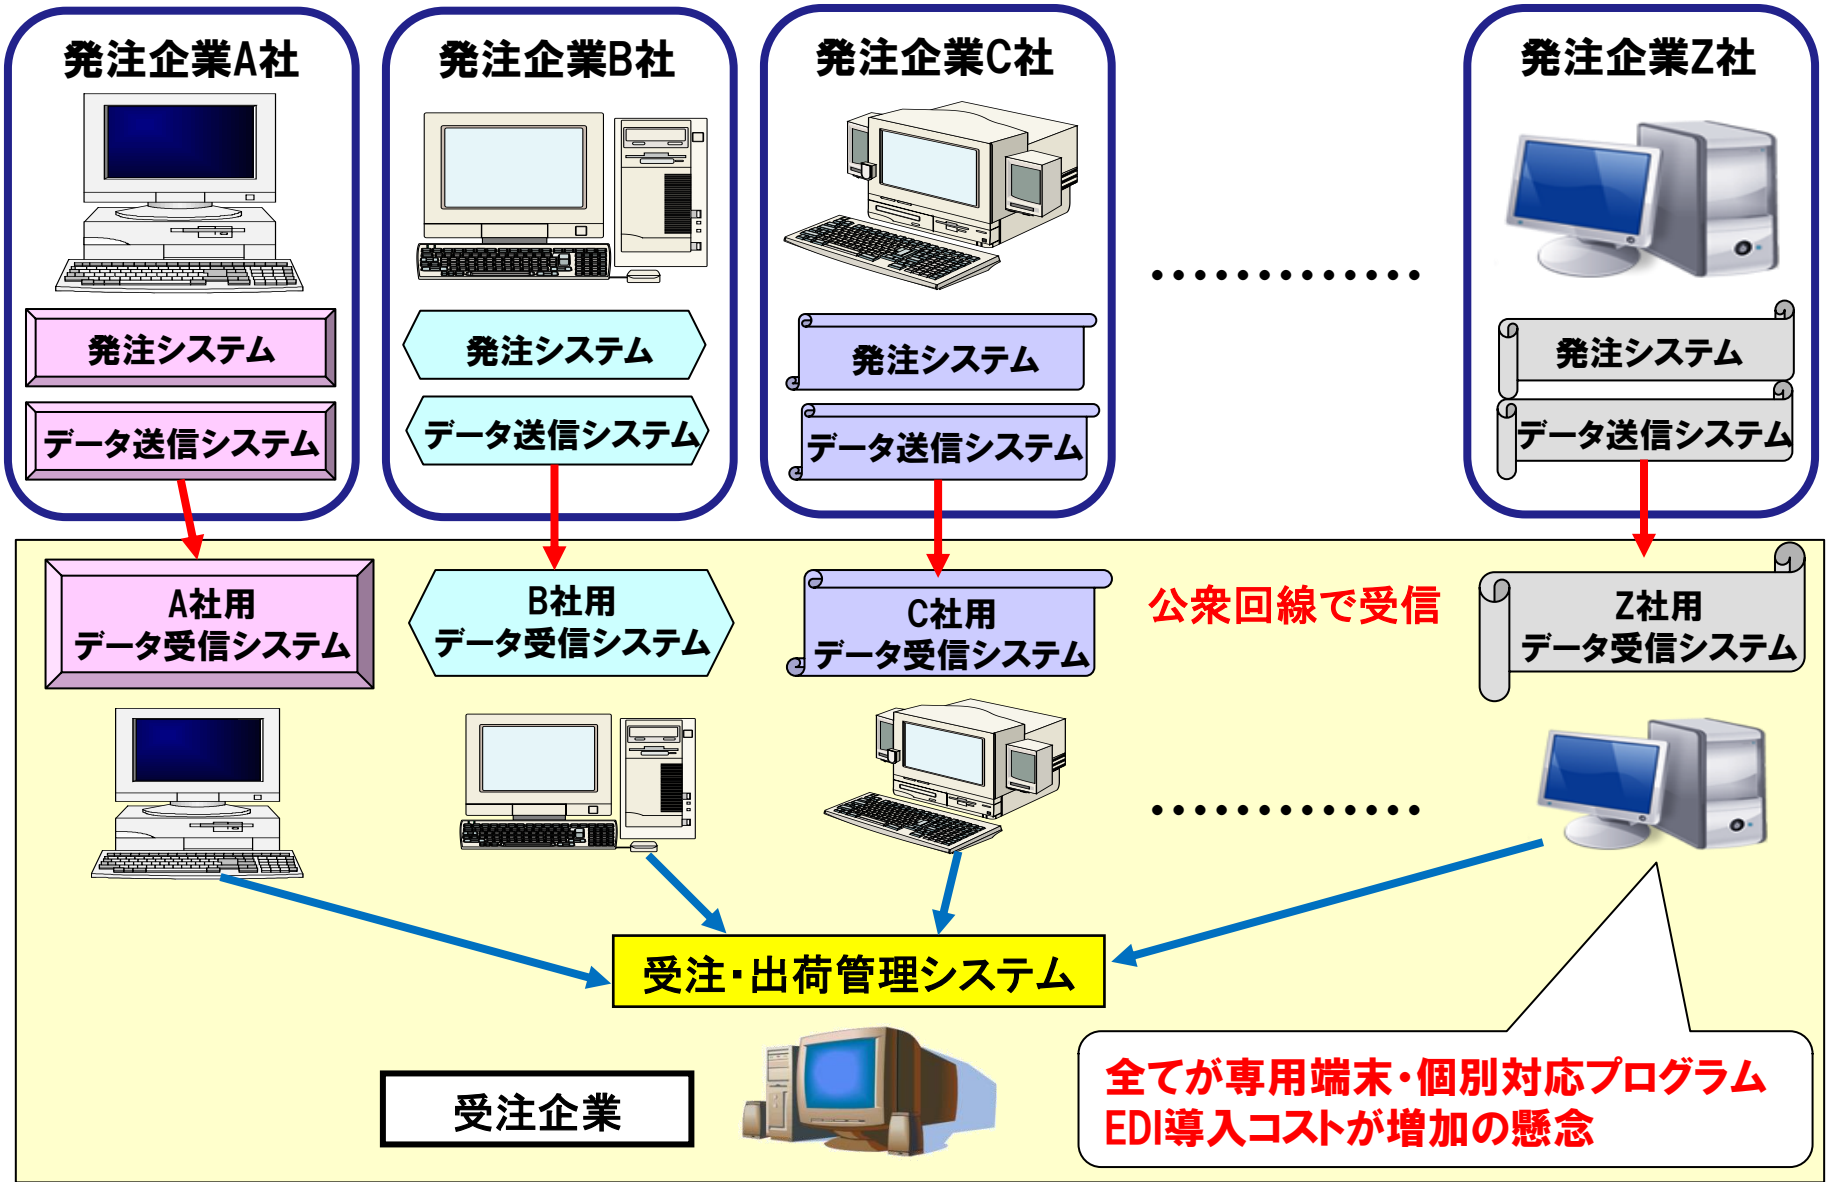 発注企業A社
発注企業B社
発注企業C社
発注企業Z社
発注システム
発注システム
発注システム
発注システム
データ送信システム
データ送信システム
データ送信システム
データ送信システム
A社用
データ受信システム
B社用
データ受信システム
C社用
データ受信システム
公衆回線で受信
Z社用
データ受信システム
受注・出荷管理システム
受注企業
全てが専用端末・個別対応プログラム
EDI導入コストが増加の懸念